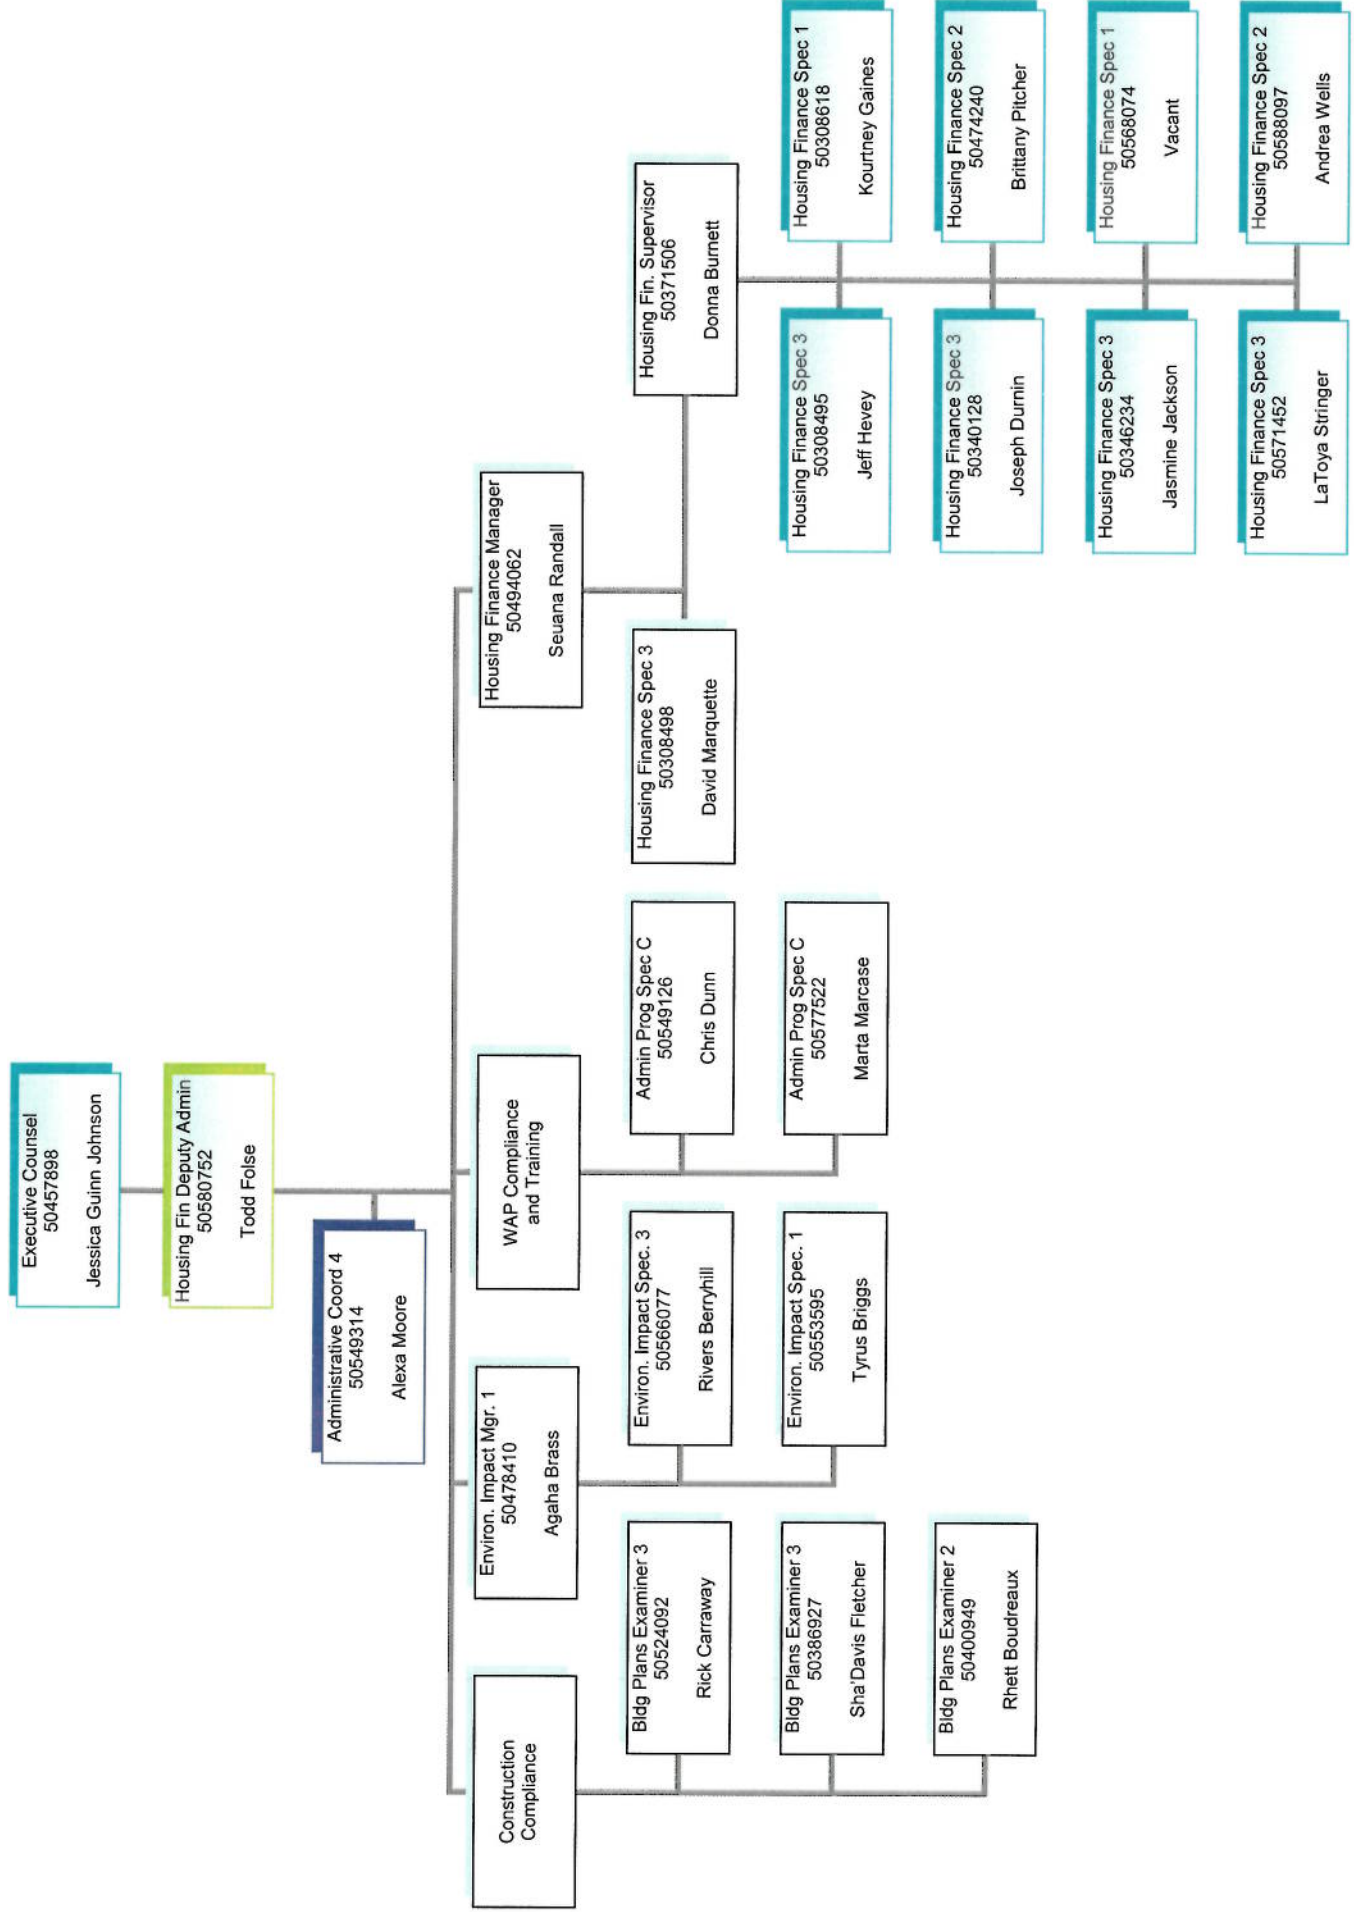 Executive Counsel
50457898
Jessica Guinn Johnson
Housing Fin Deputy Admin
50580752
Todd Folse
Administrative Coord 4
50549314
Alexa Moore
Construction
Compliance
Bldg Plans Examiner 3
50524092
Rick Carraway
Bldg Plans Examiner 3
50386927
Sha'Davis Fletcher
Bldg Plans Examiner 2
50400949
Rhett Boudreaux
Environ. Impact Mgr. 1
50478410
Agaha Brass
Environ. Impact Spec. 3
50566077
Rivers Berryhill
Environ. Impact Spec. 1
50553595
Tyrus Briggs
WAP Compliance
and Training
Admin Prog Spec C
50549126
Chris Dunn
Admin Prog Spec C
50577522
Marta Marcase
Housing Finance Manager
50494062
Seuana Randall
Housing Finance Spec 3
50308498
David Marquette
Housing Fin. Supervisor
50371506
Donna Burnett
Housing Finance Spec 3
50308495
Jeff Hevey
Housing Finance Spec 1
50308618
Kourtney Gaines
Housing Finance Spec 3
50340128
Joseph Durnin
Housing Finance Spec 2
50474240
Brittany Pitcher
Housing Finance Spec 3
50346234
Jasmine Jackson
Housing Finance Spec 1
50568074
Vacant
Housing Finance Spec 3
50571452
LaToya Stringer
Housing Finance Spec 2
50588097
Andrea Wells